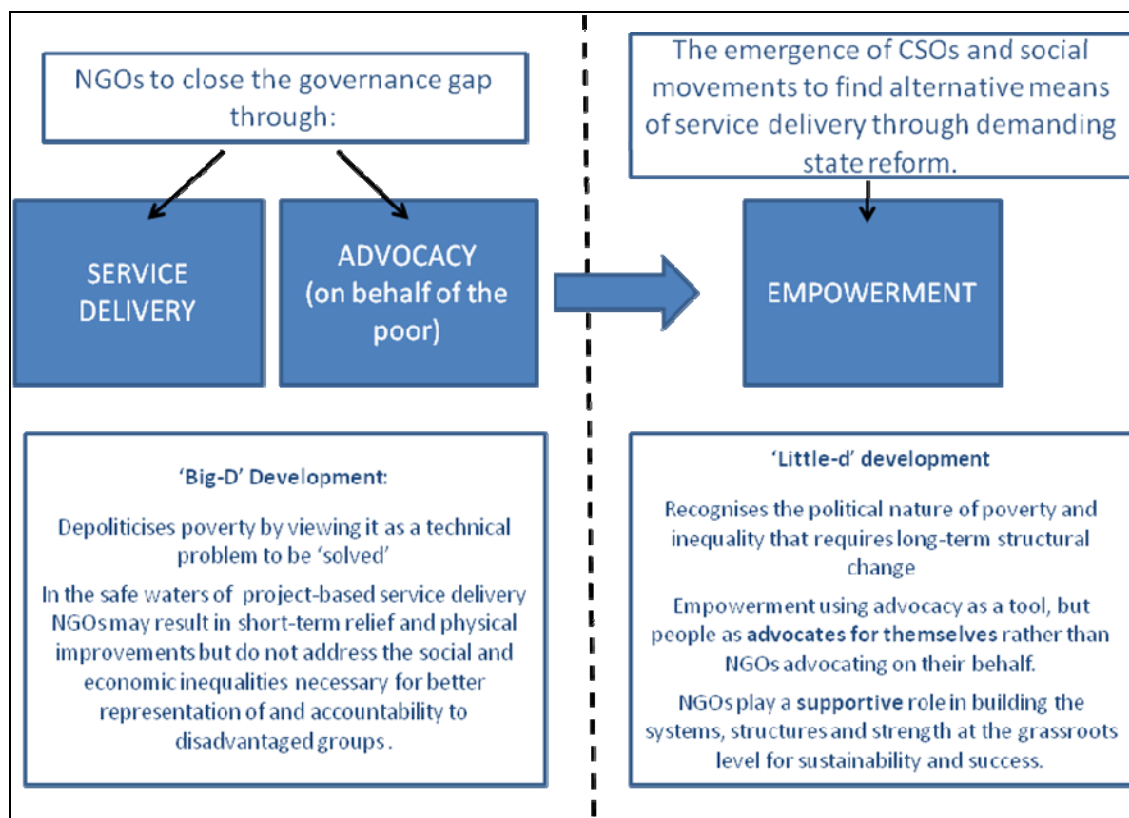 NGOs to close the governance gap
through:
SERVICE
DELIVERY
ADVOCACY
(on behalf of the
poor)
'Big-D' Development:
Depoliticises poverty by viewing it as a technical
problem to be 'solved'
In the safe waters of project-based service delivery
NGOs may result in short-term relief and physical
improvements but do not address the social and
economic inequalities necessary for better
representation of and accountability to
disadvantaged groups.
The emergence of CSOs and social
movements to find alternative means
of service delivery through demanding
state reform.
EMPOWERMENT
'Little-d' development
Recognises the political nature of poverty and
inequality that requires long-term structural
change
Empowerment using advocacy as a tool, but
people as advocates for themselves rather than
NGOs advocating on their behalf.
NGOs play a supportive role in building the
systems, structures and strength at the grassroots
level for sustainability and success.